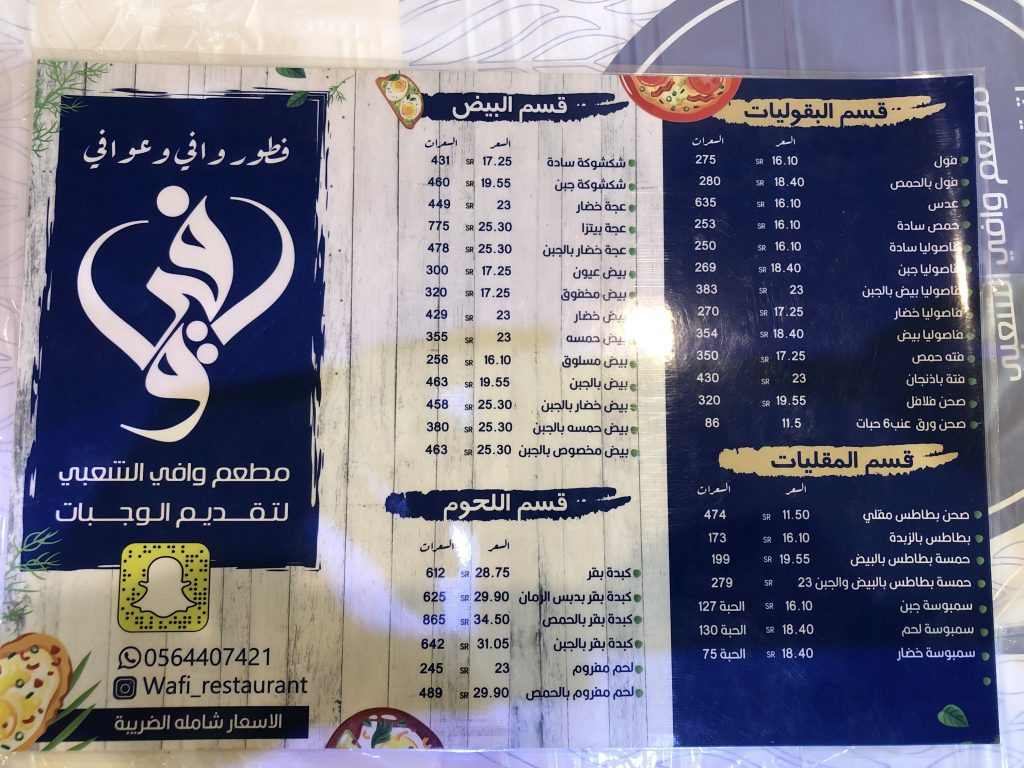 قسم البقوليات
السعر السعرات
فول SR 16.10 275
فول بالحمص SR 18.40 280
عدس SR 16.10 635
حمص سادة SR 16.10 253
فاصوليا سادة SR 16.10 250
فاصوليا جبن SR 18.40 269
فاصوليا بيض بالجبن SR 23 383
فاصوليا خضار SR 17.25 270
فاصوليا بيض SR 18.40 354
فته حمص SR 17.25 350
فتة باذنجان SR 23 430
صحن فلافل SR 19.55 320
صحن ورق عنب6 حبات 11.5 86
قسم المقليات
السعر السعرات
صحن بطاطس مقلي SR 11.50 474
بطاطس بالزبدة SR 16.10 173
حمسة بطاطس بالبيض SR 19.55 199
حمسة بطاطس بالبيض والجبن SR 23 279
سمبوسة جبن SR 16.10 الحبة 127
سمبوسة لحم SR 18.40 الحبة 130
سمبوسة خضار SR 18.40 الحبة 75
قسم البيض
السعر السعرات
شكشوكة سادة SR 17.25 431
شكشوكة جبن SR 19.55 460
عجة خضار SR 23 449
عجة بيتزا SR 25.30 775
عجة خضار بالجبن SR 25.30 478
بيض عيون SR 17.25 300
بيض مخفوق SR 17.25 320
بيض خضار SR 23 429
بيض حمسه SR 23 355
بيض مسلوق SR 16.10 256
بيض بالجبن SR 19.55 463
بيض خضار بالجبن SR 25.30 458
بيض حمسه بالجبن SR 25.30 380
بيض مخصوص بالجبن SR 25.30 463
قسم اللحوم
السعر السعرات
كبدة بقر SR 28.75 612
كبدة بقر بدبس الرمان SR 29.90 625
كبدة بقر بالحمص SR 34.50 865
كبدة بقر بالجبن SR 31.05 642
لحم مفروم SR 23 245
لحم مفروم بالحمص SR 29.90 489
فطور وافي وعوافي
وافي
مطعم وافي الشعبي
لتقديم الوجبات
0564407421
Wafi_restaurant
الاسعار شامله الضريبة
مطعم وافي الشعبي